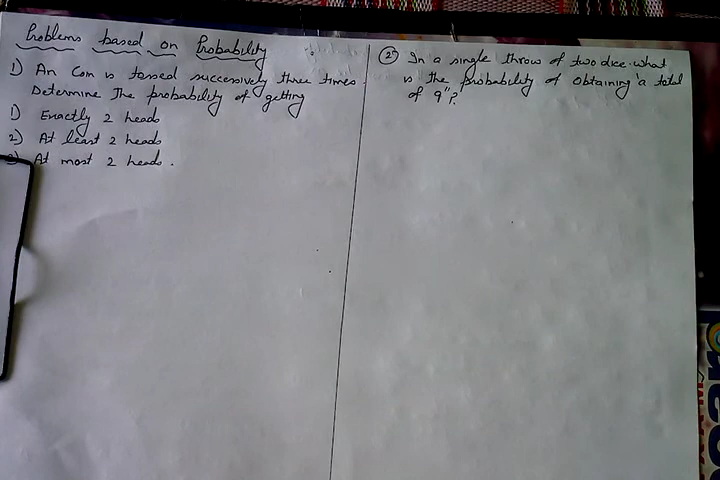 Problems based on Probability
1) An Coin is tossed successively three times.
Determine The probability of getting
1) Exactly 2 heads
2) At least 2 heads
3) At most 2 heads.
② In a single throw of two dice. what
is the probability of obtaining "a total
of 9"?